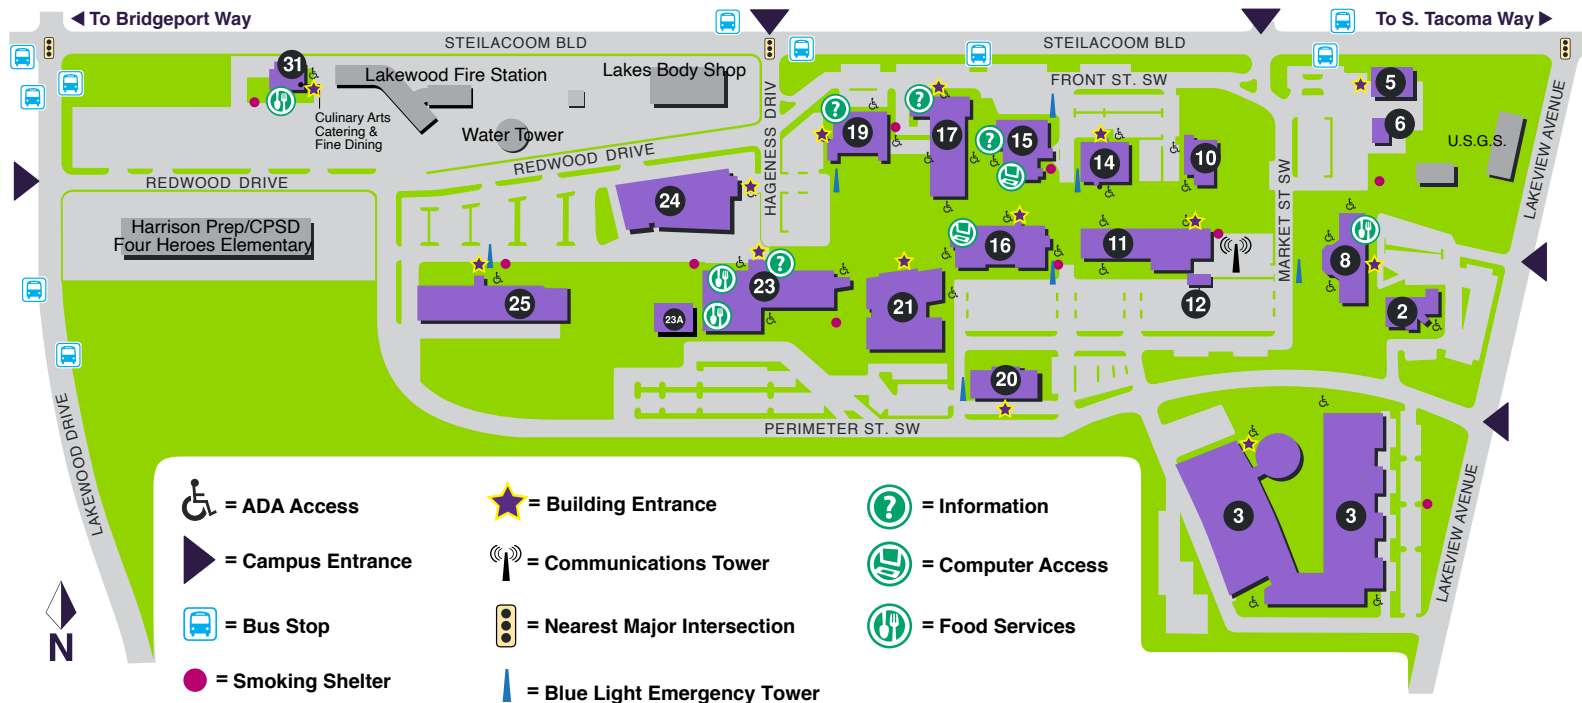 To Bridgeport Way
To S. Tacoma Way
STEILACOOM BLD
STEILACOOM BLD
31
Lakewood Fire Station
Lakes Body Shop
Culinary Arts
Catering &
Fine Dining
Water Tower
HAGENESS DRIV
FRONT ST. SW
5
6
U.S.G.S.
LAKEVIEW AVENUE
19
17
15
14
10
REDWOOD DRIVE
REDWOOD DRIVE
24
MARKET ST SW
Harrison Prep/CPSD
Four Heroes Elementary
16
11
8
23
25
23A
21
12
2
20
PERIMETER ST. SW
LAKEWOOD DRIVE
3
3
LAKEVIEW AVENUE
= ADA Access
= Building Entrance
? = Information
= Campus Entrance
= Communications Tower
= Computer Access
= Bus Stop
= Nearest Major Intersection
= Food Services
= Smoking Shelter
= Blue Light Emergency Tower
N